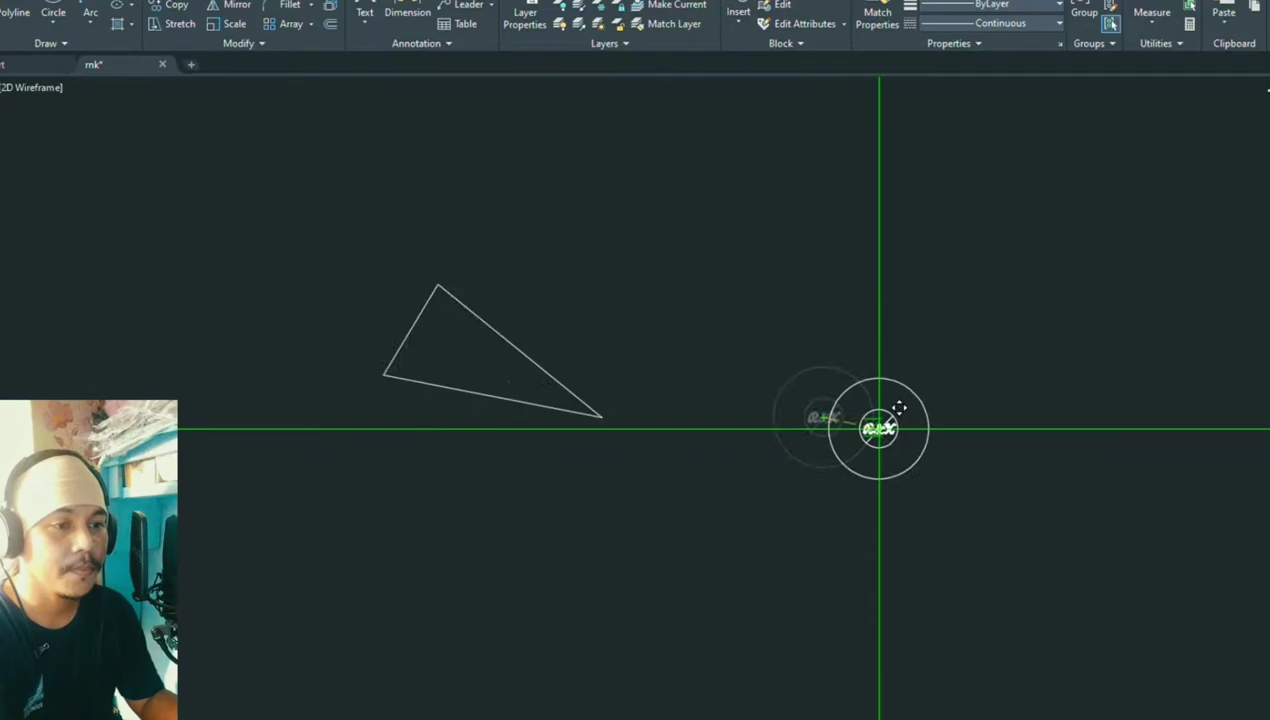 Polyline
Circle
Arc
Copy
Mirror
Fillet
Stretch
Scale
Array
Draw
Modify
Text
Dimension
Leader
Table
Annotation
Layer
Properties
Make Current
Match Layer
Layers
Insert
Edit
Edit Attributes
Block
Match
Properties
ByLayer
Continuous
Properties
Group
Groups
Measure
Utilities
Paste
Clipboard
rnk*
[2D Wireframe]